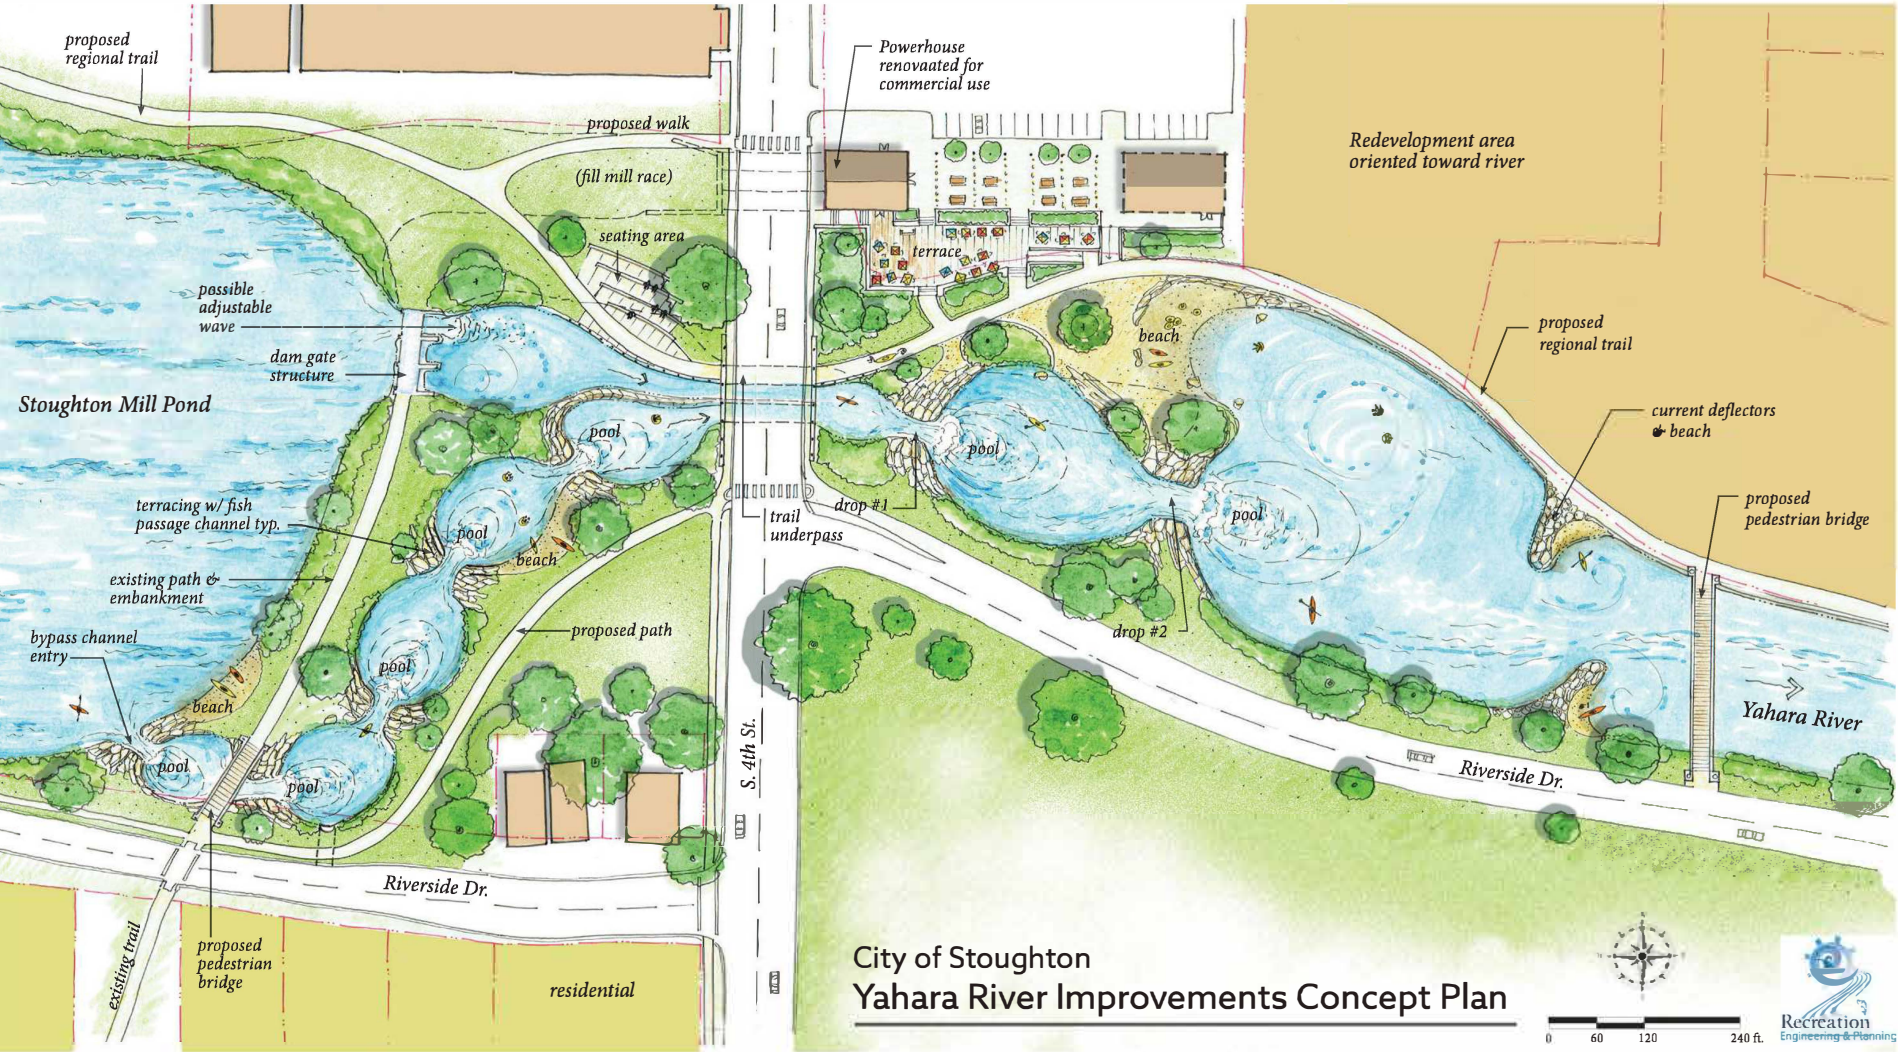 proposed
regional trail
Powerhouse
renovaated for
commercial use
proposed walk
Redevelopment area
oriented toward river
(fill mill race)
seating area
terrace
possible
adjustable
wave
dam gate
structure
beach
proposed
regional trail
Stoughton Mill Pond
current deflectors
& beach
pool
pool
terracing w/ fish
passage channel typ.
drop #1
trail
underpass
pool
pool
proposed
pedestrian bridge
beach
existing path &
embankment
bypass channel
entry
proposed path
drop #2
pool
beach
Yahara River
pool
pool
S. 4th St.
Riverside Dr.
Riverside Dr.
existing trail
proposed
pedestrian
bridge
residential
City of Stoughton
Yahara River Improvements Concept Plan
0 60 120 240 ft.
Recreation
Engineering & Planning